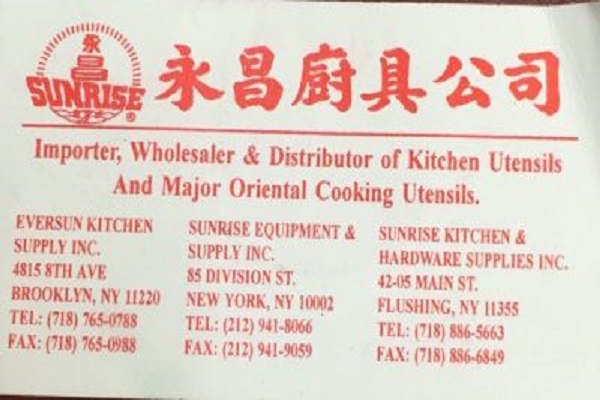 永昌
SUNRISE
®
永昌廚具公司
Importer, Wholesaler & Distributor of Kitchen Utensils
And Major Oriental Cooking Utensils.
EVERSUN KITCHEN
SUPPLY INC.
4815 8TH AVE
BROOKLYN, NY 11220
TEL: (718) 765-0788
FAX: (718) 765-0988
SUNRISE EQUIPMENT &
SUPPLY INC.
85 DIVISION ST.
NEW YORK, NY 10002
TEL: (212) 941-8066
FAX: (212) 941-9059
SUNRISE KITCHEN &
HARDWARE SUPPLIES INC.
42-05 MAIN ST.
FLUSHING, NY 11355
TEL: (718) 886-5663
FAX: (718) 886-6849